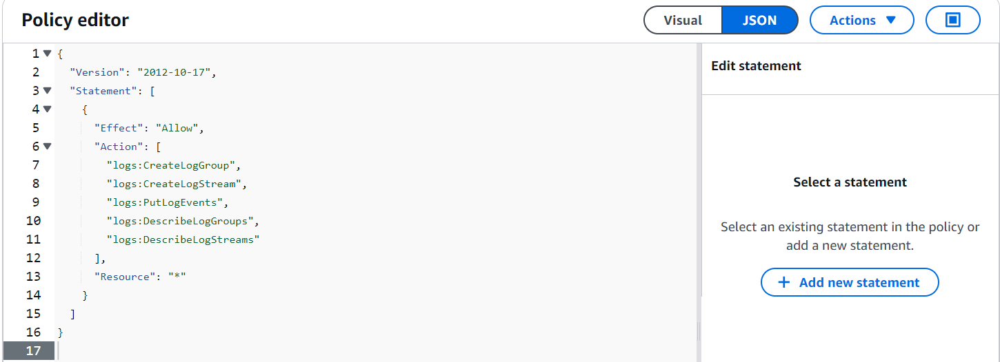 Policy editor
Visual JSON Actions
1 {
2 "Version": "2012-10-17",
3 "Statement": [
4 {
5 "Effect": "Allow",
6 "Action": [
7 "logs:CreateLogGroup",
8 "logs:CreateLogStream",
9 "logs:PutLogEvents",
10 "logs:DescribeLogGroups",
11 "logs:DescribeLogStreams"
12 ],
13 "Resource": "*"
14 }
15 ]
16 }
17
Edit statement
Select a statement
Select an existing statement in the policy or
add a new statement.
+ Add new statement